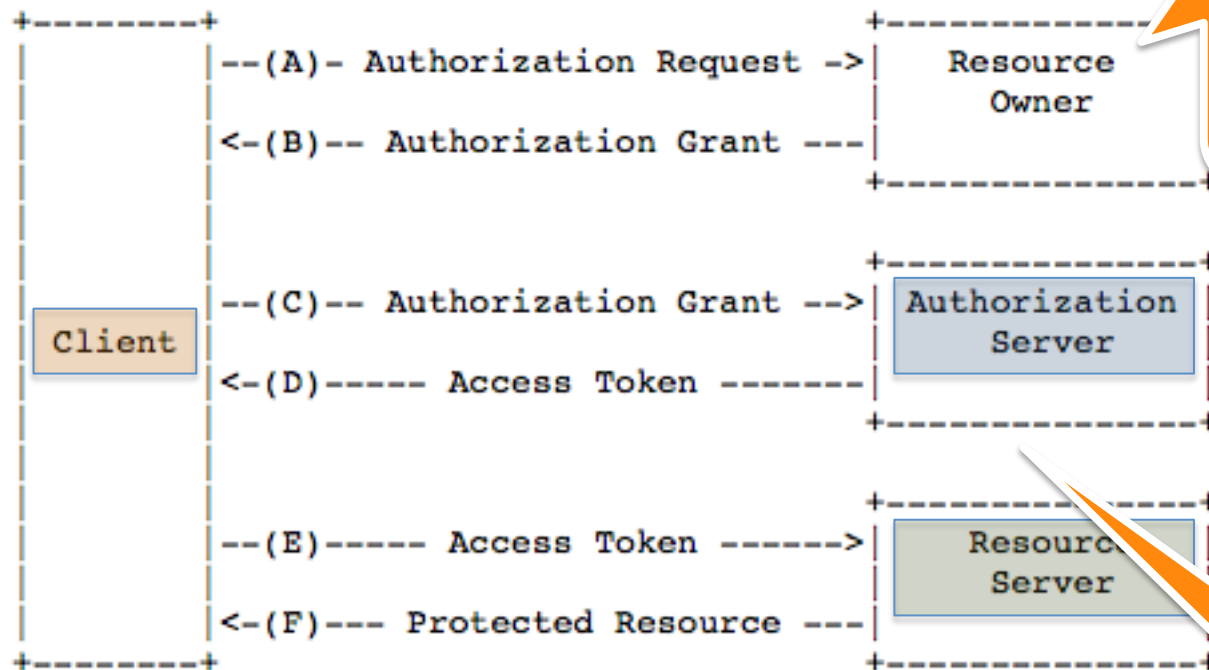 +--------+ +---------------
--(A)- Authorization Request -> Resource
Owner
<-(B)-- Authorization Grant ---
+---------------+
+---------------+
--(C)-- Authorization Grant --> Authorization
Client Server
<-(D)----- Access Token -------
+---------------+
+---------------+
--(E)----- Access Token ------> Resource
Server
<-(F)--- Protected Resource ---
+--------+ +---------------+